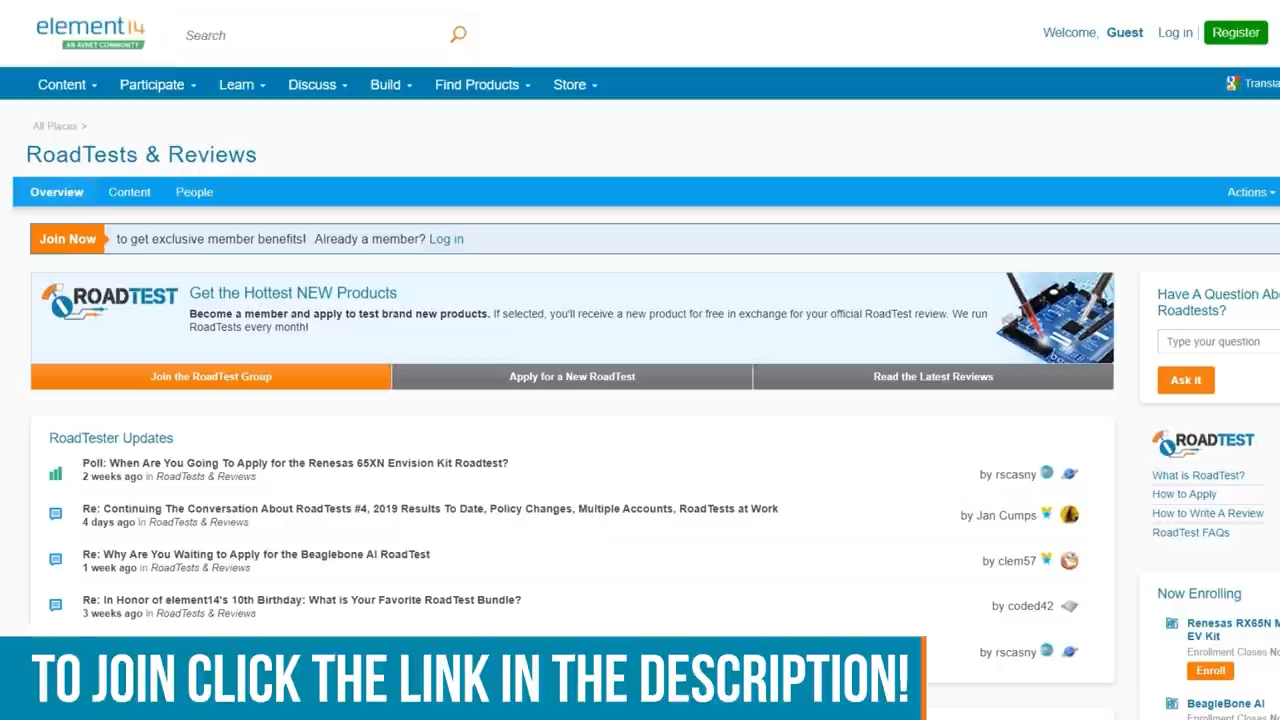 element14
AN AVNET COMMUNITY
Search
Welcome, Guest Log in Register
Content Participate Learn Discuss Build Find Products Store
All Places >
RoadTests & Reviews
Overview Content People Actions
Join Now to get exclusive member benefits! Already a member? Log in
ROADTEST
Get the Hottest NEW Products
Become a member and apply to test brand new products. If selected, you'll receive a new product for free in exchange for your official RoadTest review. We run
RoadTests every month!
Join the RoadTest Group Apply for a New RoadTest Read the Latest Reviews
RoadTester Updates
Poll: When Are You Going To Apply for the Renesas 65XN Envision Kit Roadtest?
2 weeks ago in RoadTests & Reviews
by rscasny
Re: Continuing The Conversation About RoadTests #4, 2019 Results To Date, Policy Changes, Multiple Accounts, RoadTests at Work
4 days ago in RoadTests & Reviews
by Jan Cumps
Re: Why Are You Waiting to Apply for the Beaglebone AI RoadTest
1 week ago in RoadTests & Reviews
by clem57
Re: In Honor of element14's 10th Birthday: What is Your Favorite RoadTest Bundle?
3 weeks ago in RoadTests & Reviews
by coded42
by rscasny
Have A Question
Roadtests?
Type your question
Ask it
ROADTEST
What is RoadTest?
How to Apply
How to Write A Review
RoadTest FAQs
Now Enrolling
Renesas RX65N
EV Kit
Enrollment Closes
Enroll
BeagleBone AI
Enrollment Closes
TO JOIN CLICK THE LINK IN THE DESCRIPTION!